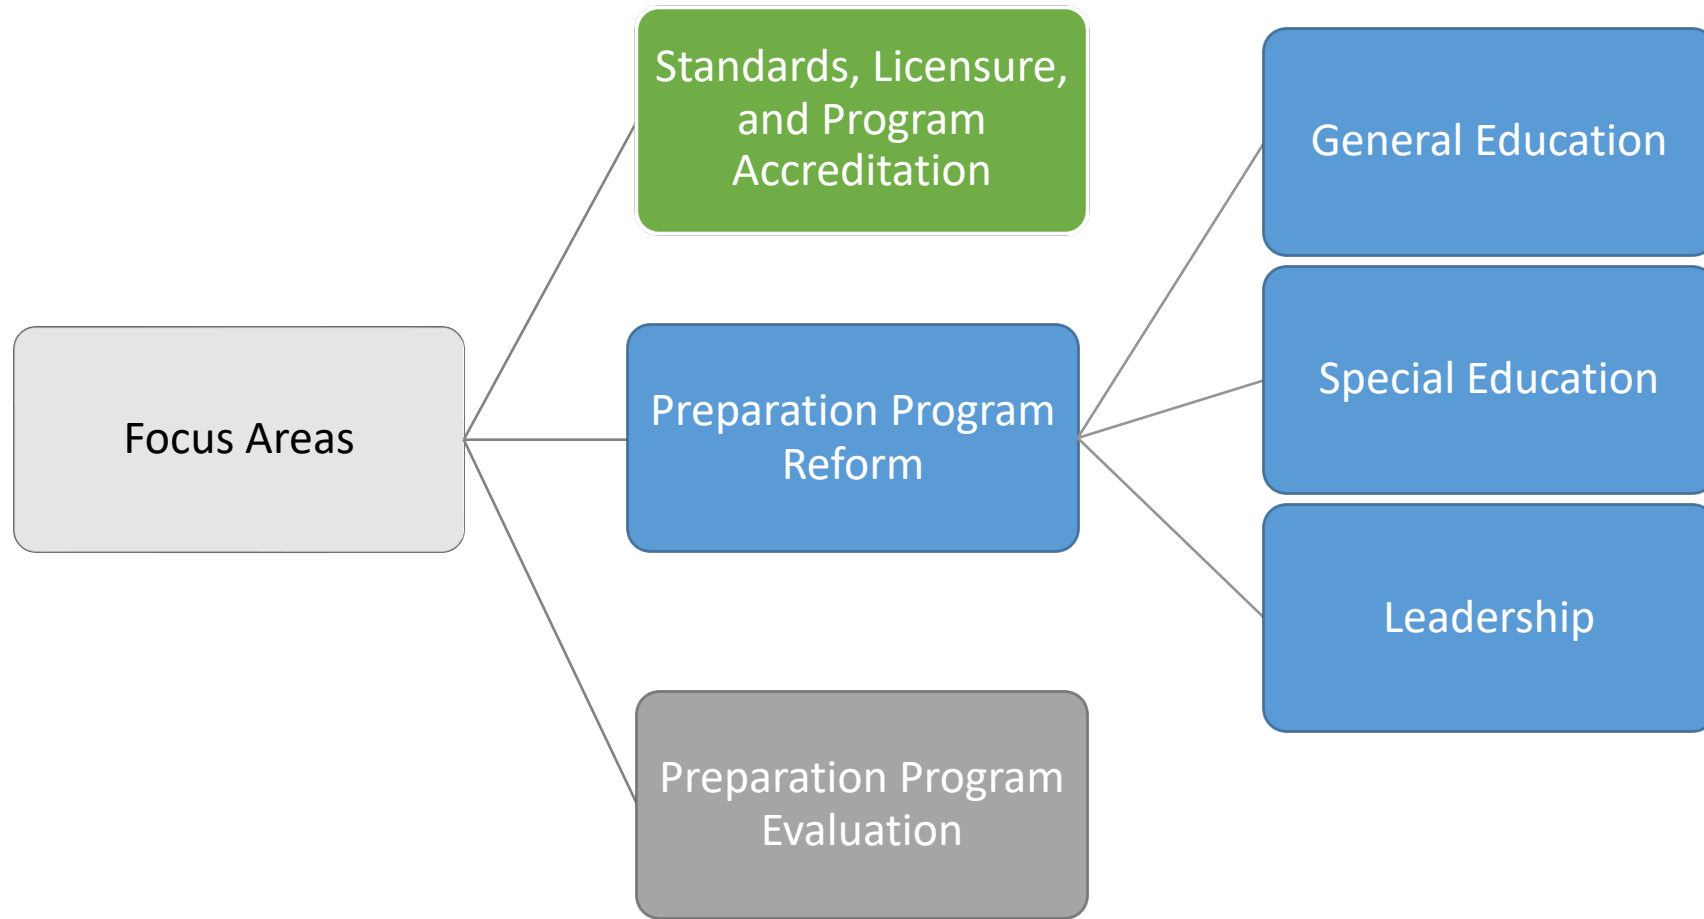 Focus Areas
Standards, Licensure,
and Program
Accreditation
Preparation Program
Reform
General Education
Special Education
Leadership
Preparation Program
Evaluation